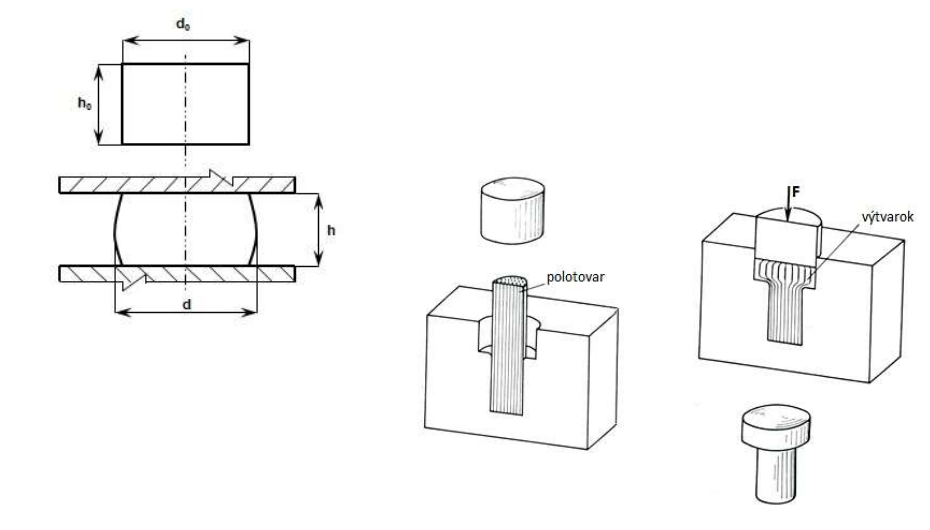 d₀
h₀
h
d
polotovar
F
výtvarok